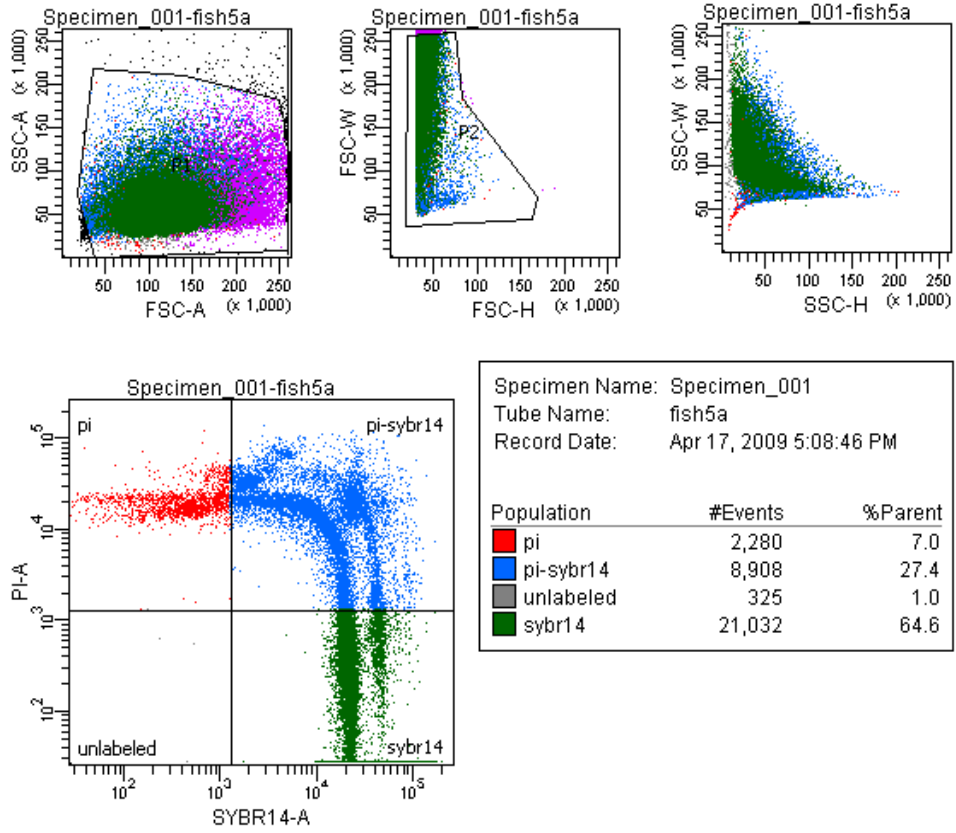 Specimen_001-fish5a
SSC-A (x 1,000)
50 100 150 200 250
P1
50 100 150 200 250
FSC-A (x 1,000)
Specimen_001-fish5a
FSC-W (x 1,000)
50 100 150 200 250
P2
50 100 150 200 250
FSC-H (x 1,000)
Specimen_001-fish5a
SSC-W (x 1,000)
50 100 150 200 250
50 100 150 200 250
SSC-H (x 1,000)
Specimen_001-fish5a
pi pi-sybr14
PI-A
10^2 10^3 10^4 10^5
unlabeled sybr14
10^2 10^3 10^4 10^5
SYBR14-A
Specimen Name: Specimen_001
Tube Name: fish5a
Record Date: Apr 17, 2009 5:08:46 PM
Population #Events %Parent
pi 2,280 7.0
pi-sybr14 8,908 27.4
unlabeled 325 1.0
sybr14 21,032 64.6